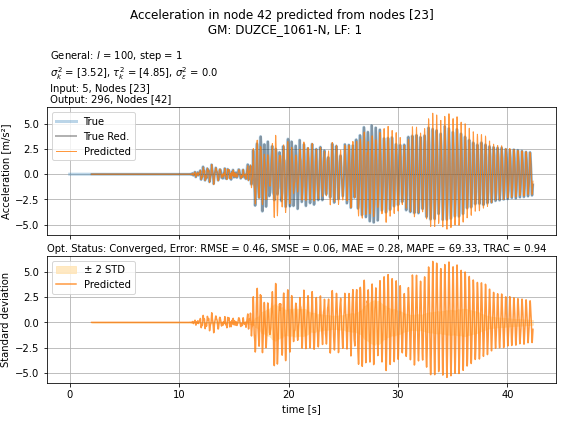 Acceleration in node 42 predicted from nodes [23]
GM: DUZCE_1061-N, LF: 1
General: l = 100, step = 1
σ²ₖ = [3.52], τ²ₖ = [4.85], σ²ε = 0.0
Input: 5, Nodes [23]
Output: 296, Nodes [42]
Acceleration [m/s²]
5.0
2.5
0.0
−2.5
−5.0
True
True Red.
Predicted
Opt. Status: Converged, Error: RMSE = 0.46, SMSE = 0.06, MAE = 0.28, MAPE = 69.33, TRAC = 0.94
Standard deviation
5.0
2.5
0.0
−2.5
−5.0
± 2 STD
Predicted
0 10 20 30 40
time [s]